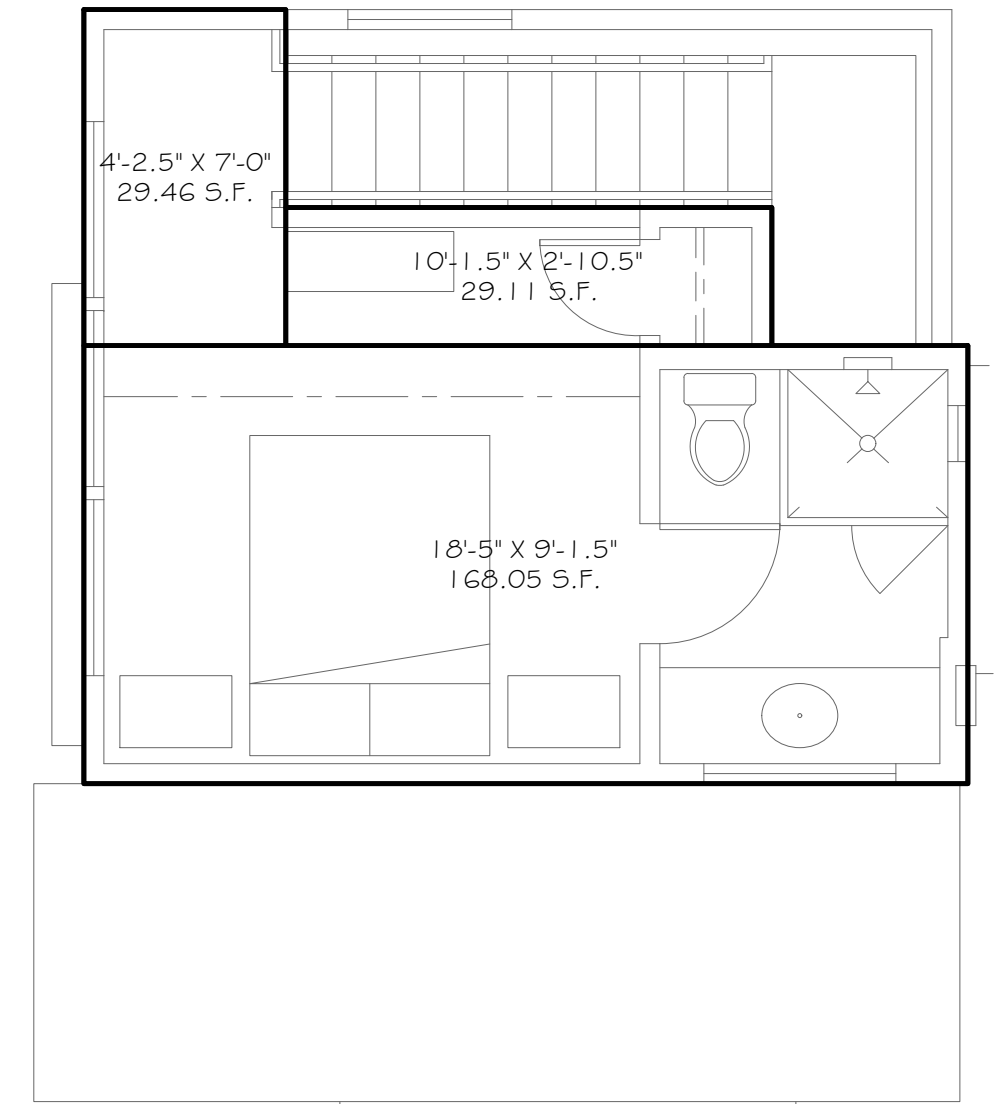 4'-2.5" X 7'-0"
29.46 S.F.
10'-1.5" X 2'-10.5"
29.11 S.F.
18'-5" X 9'-1.5"
168.05 S.F.